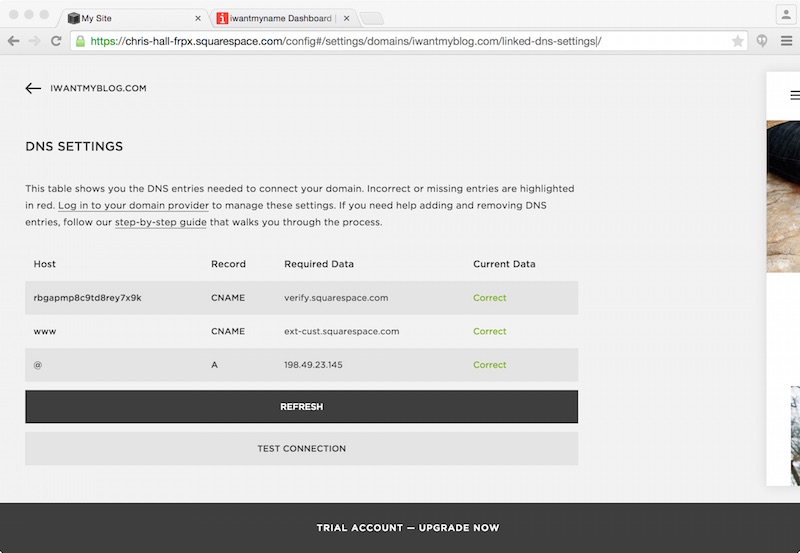 My Site
iwantmyname Dashboard |
https://chris-hall-frpx.squarespace.com/config#/settings/domains/iwantmyblog.com/linked-dns-settings/
IWANTMYBLOG.COM
DNS SETTINGS
This table shows you the DNS entries needed to connect your domain. Incorrect or missing entries are highlighted
in red. Log in to your domain provider to manage these settings. If you need help adding and removing DNS
entries, follow our step-by-step guide that walks you through the process.
Host Record Required Data Current Data
rbgapmp8c9td8rey7x9k CNAME verify.squarespace.com Correct
www CNAME ext-cust.squarespace.com Correct
@ A 198.49.23.145 Correct
REFRESH
TEST CONNECTION
TRIAL ACCOUNT — UPGRADE NOW